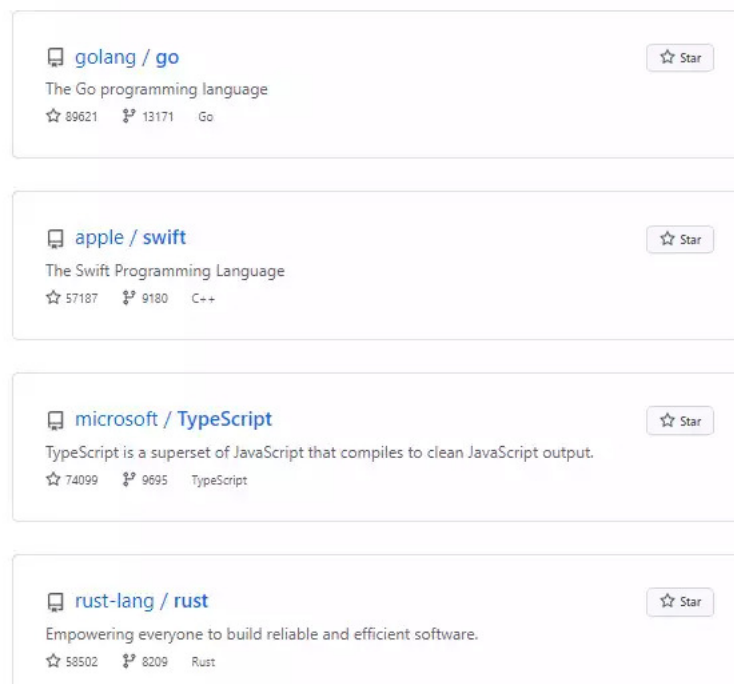 golang / go
Star
The Go programming language
89621 13171 Go
apple / swift
Star
The Swift Programming Language
57187 9180 C++
microsoft / TypeScript
Star
TypeScript is a superset of JavaScript that compiles to clean JavaScript output.
74099 9695 TypeScript
rust-lang / rust
Star
Empowering everyone to build reliable and efficient software.
58502 8209 Rust